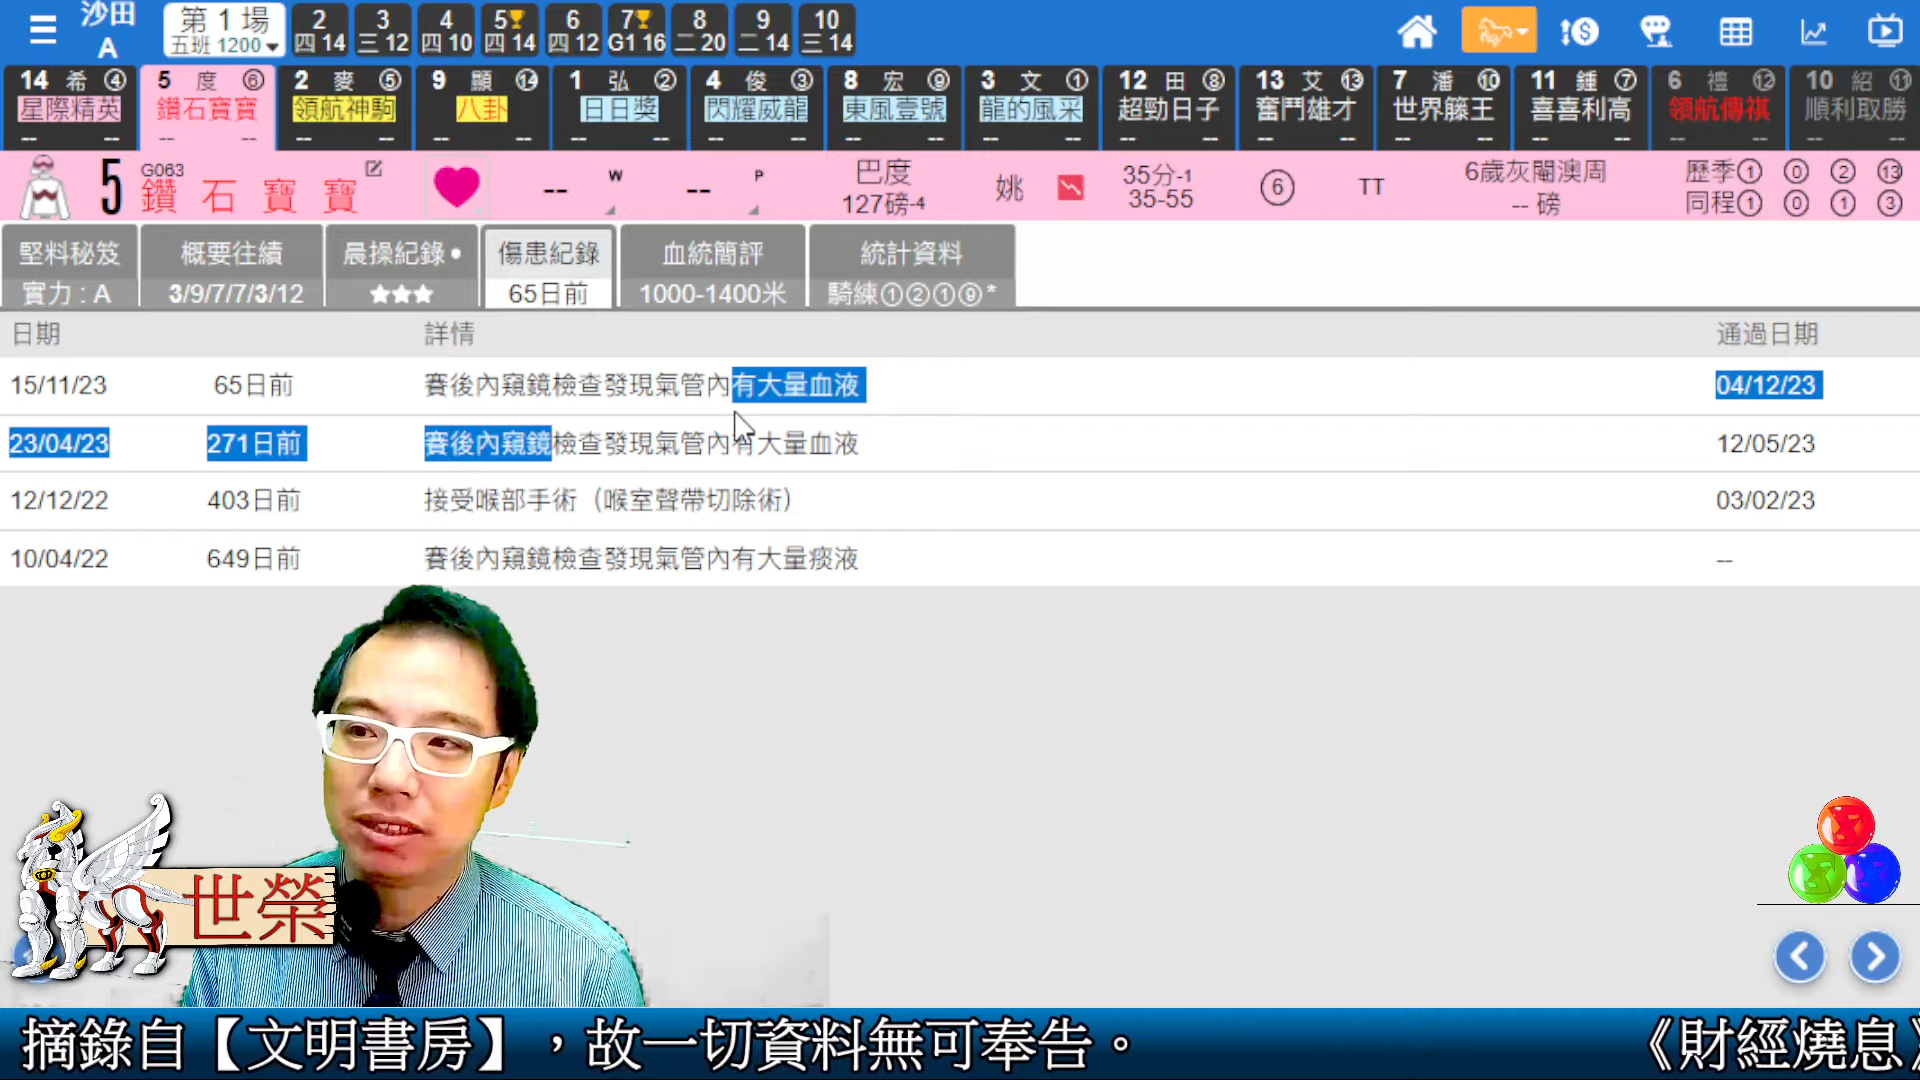 沙田
A
第 1 場
五班 1200
2
四 14
3
三 12
4
四 10
5
四 14
6
四 12
7
G1 16
8
二 20
9
二 14
10
三 14
14 希 ④
星際精英
-- --
5 度 ⑥
鑽石寶寶
-- --
2 麥 ⑤
領航神駒
-- --
9 顯 ⑭
八卦
-- --
1 弘 ②
日日獎
-- --
4 俊 ③
閃耀威龍
-- --
8 宏 ⑨
東風壹號
-- --
3 文 ①
龍的風采
-- --
12 田 ⑧
超勁日子
-- --
13 艾 ⑬
奮鬥雄才
-- --
7 潘 ⑩
世界籐王
-- --
11 鍾 ⑦
喜喜利高
-- --
6 禮 ⑫
領航傳祺
-- --
10 紹 ⑪
順利取勝
-- --
5
G063
鑽石寶寶
-- W
-- P
巴度
127磅-4
姚
35分-1
35-55
⑥
TT
6歲灰閹澳周
-- 磅
歷季① ⓪ ② ⑬
同程① ⓪ ① ③
堅料秘笈
實力 : A
概要往績
3/9/7/7/3/12
晨操紀錄 •
★★★
傷患紀錄
65日前
血統簡評
1000-1400米
統計資料
騎練①②①⑨ *
日期 詳情 通過日期
15/11/23 65日前 賽後內窺鏡檢查發現氣管內有大量血液 04/12/23
23/04/23 271日前 賽後內窺鏡檢查發現氣管內有大量血液 12/05/23
12/12/22 403日前 接受喉部手術（喉室聲帶切除術） 03/02/23
10/04/22 649日前 賽後內窺鏡檢查發現氣管內有大量痰液 --
世榮
摘錄自【文明書房】，故一切資料無可奉告。 《財經燒息》